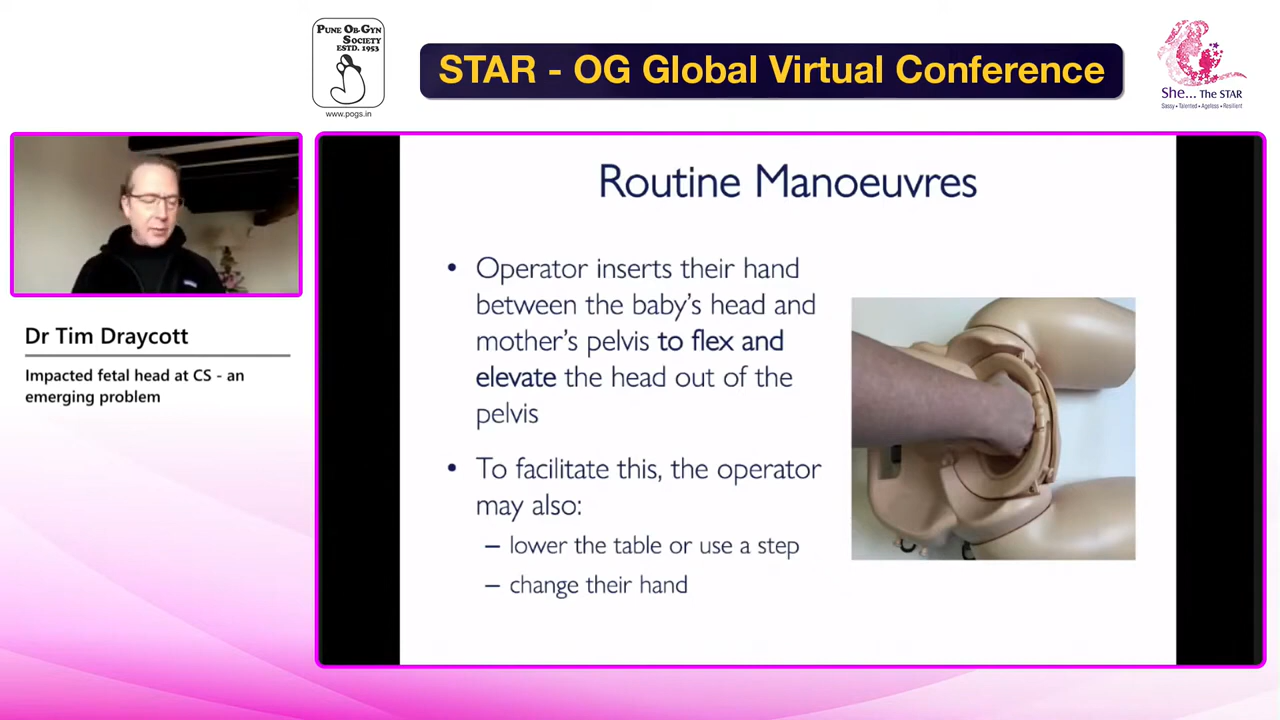 PUNE OB-GYN
SOCIETY
ESTD. 1953
www.pogs.in
STAR - OG Global Virtual Conference
She... THE STAR
Sassy • Talented • Ageless • Resilient
Dr Tim Draycott
Impacted fetal head at CS - an
emerging problem
Routine Manoeuvres
• Operator inserts their hand
between the baby's head and
mother's pelvis to flex and
elevate the head out of the
pelvis
• To facilitate this, the operator
may also:
– lower the table or use a step
– change their hand